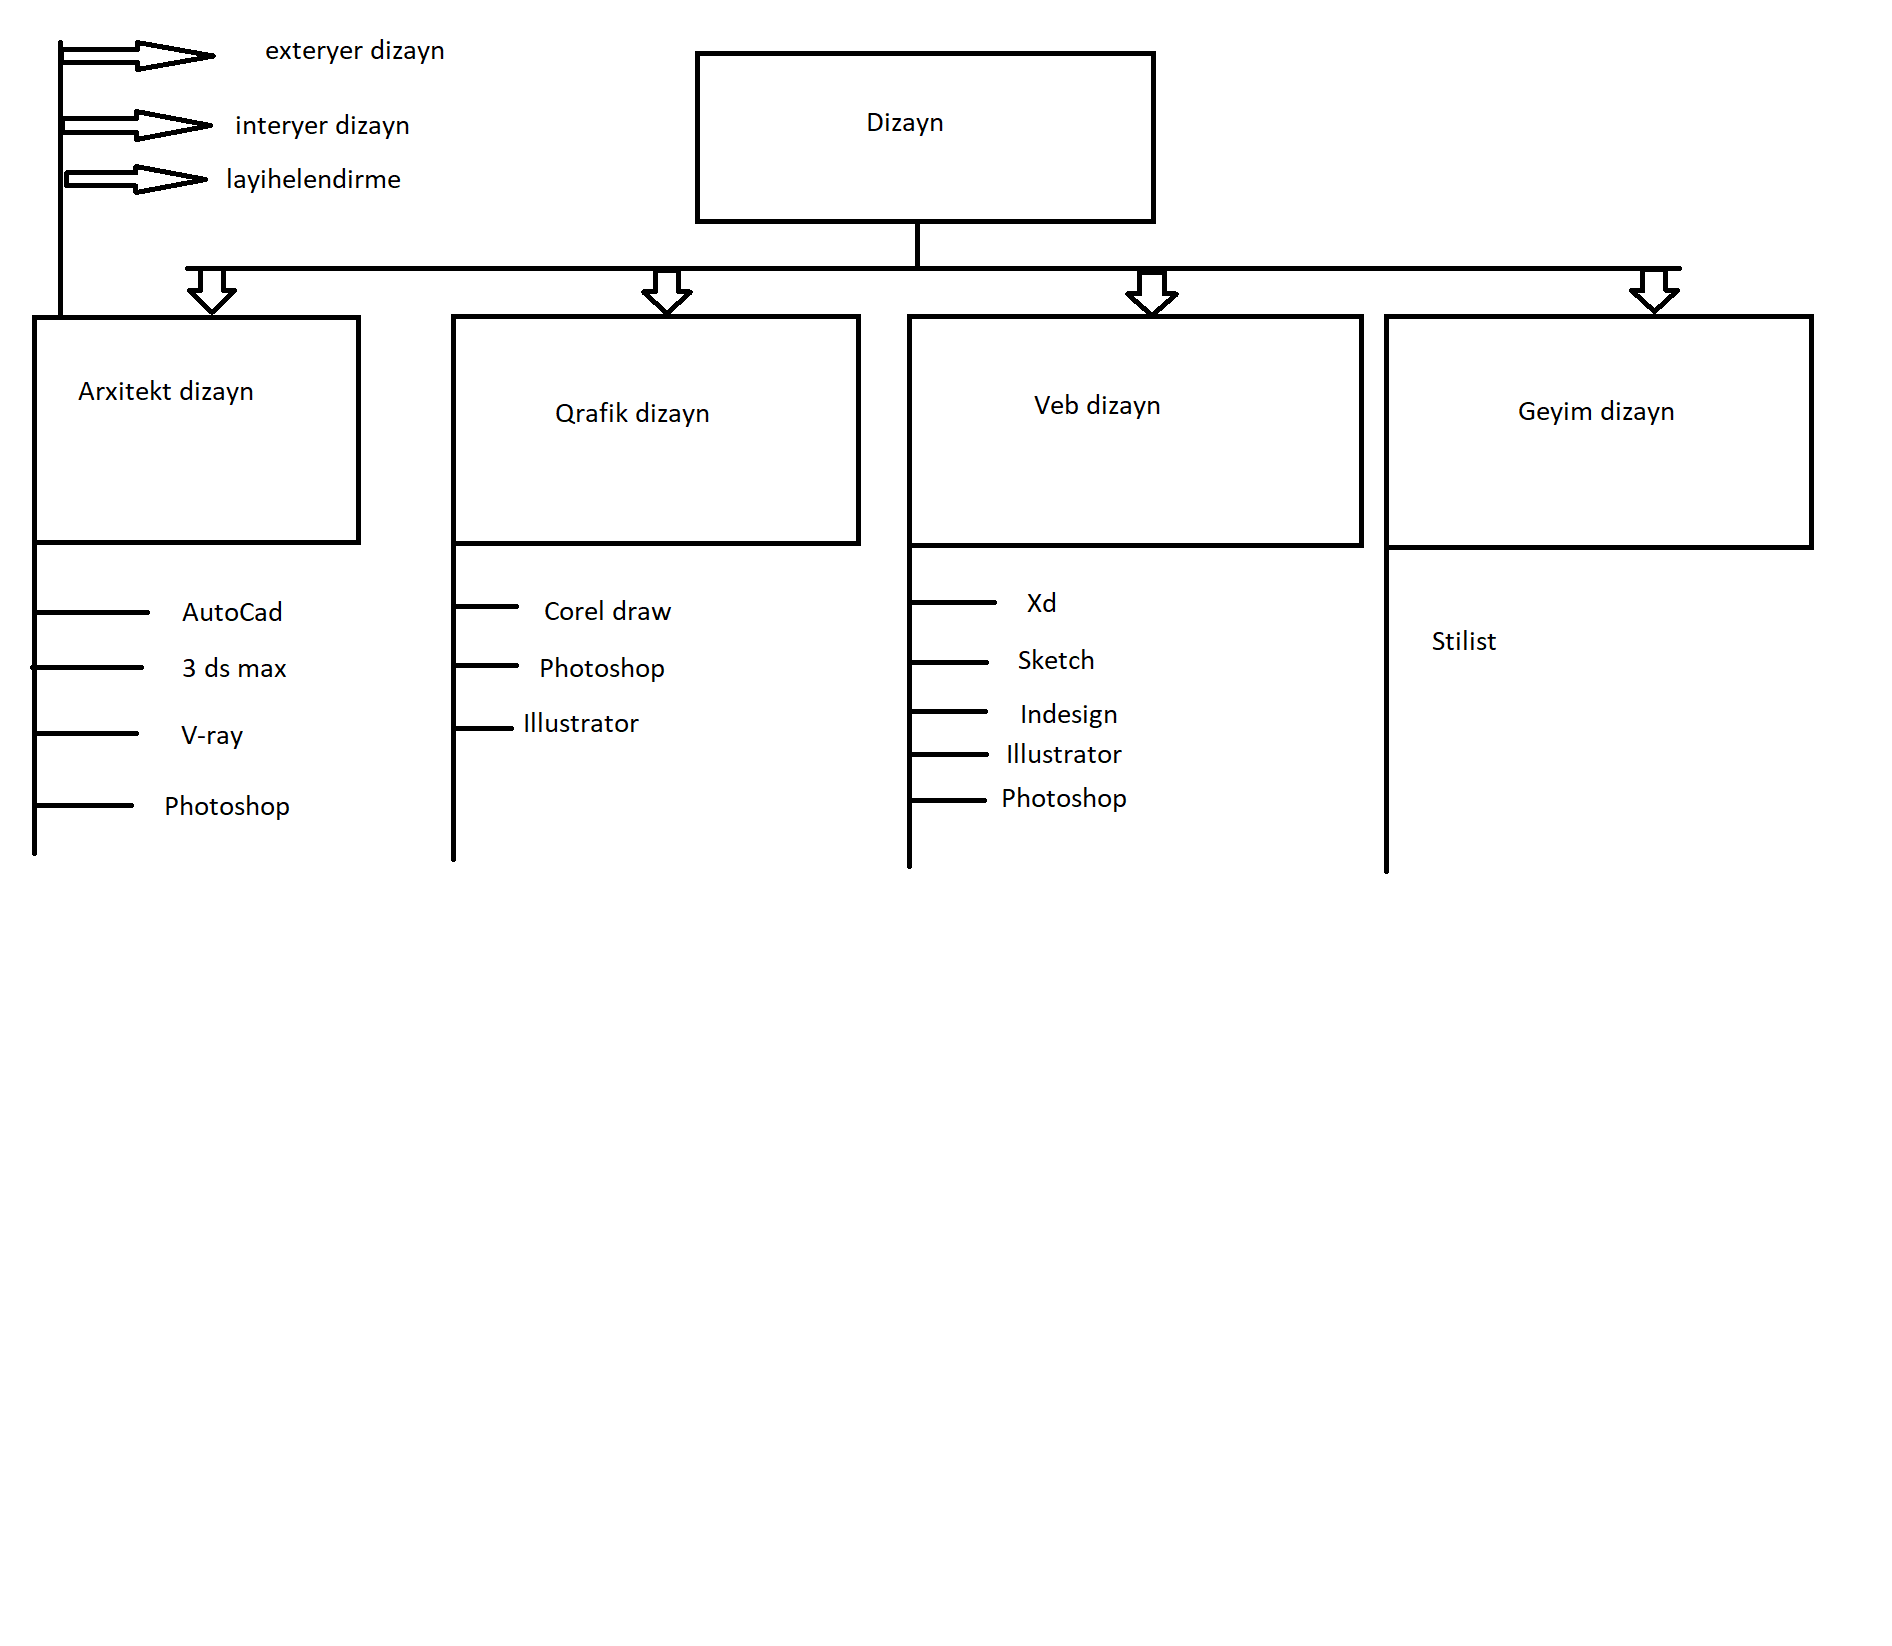 exteryer dizayn
interyer dizayn
layihelendirme
Dizayn
Arxitekt dizayn
Qrafik dizayn
Veb dizayn
Geyim dizayn
AutoCad
3 ds max
V-ray
Photoshop
Corel draw
Photoshop
Illustrator
Xd
Sketch
Indesign
Illustrator
Photoshop
Stilist